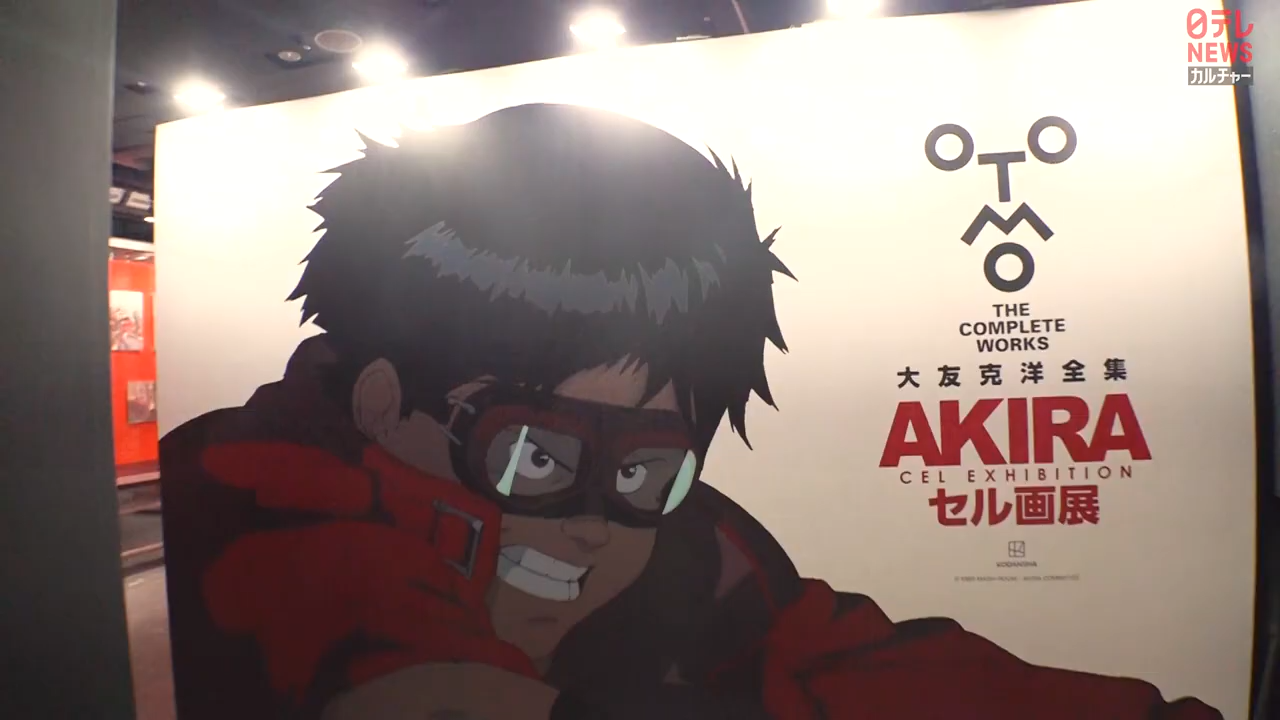 日テレ
NEWS
カルチャー
OTOMO
THE
COMPLETE
WORKS
大友克洋全集
AKIRA
CEL EXHIBITION
セル画展
KODANSHA